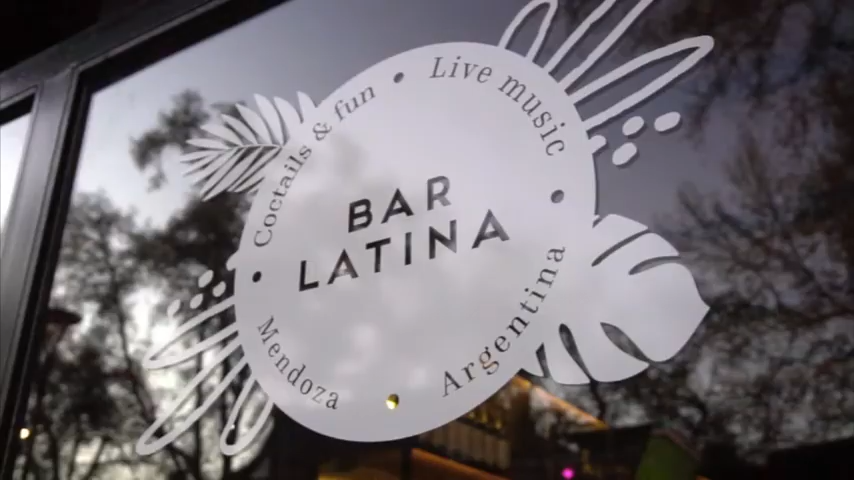 Coctails & fun
Live music
BAR
LATINA
Mendoza
Argentina